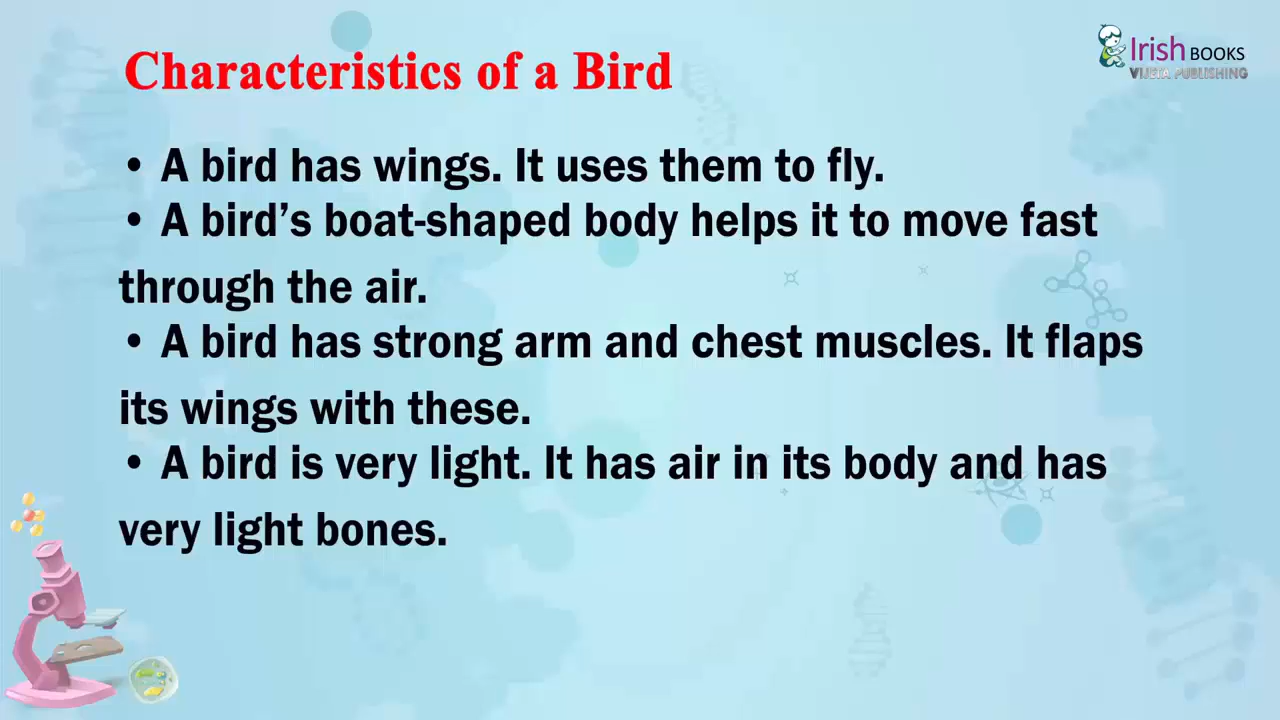 Irish BOOKS
VIJETA PUBLISHING
Characteristics of a Bird
• A bird has wings. It uses them to fly.
• A bird’s boat-shaped body helps it to move fast
through the air.
• A bird has strong arm and chest muscles. It flaps
its wings with these.
• A bird is very light. It has air in its body and has
very light bones.